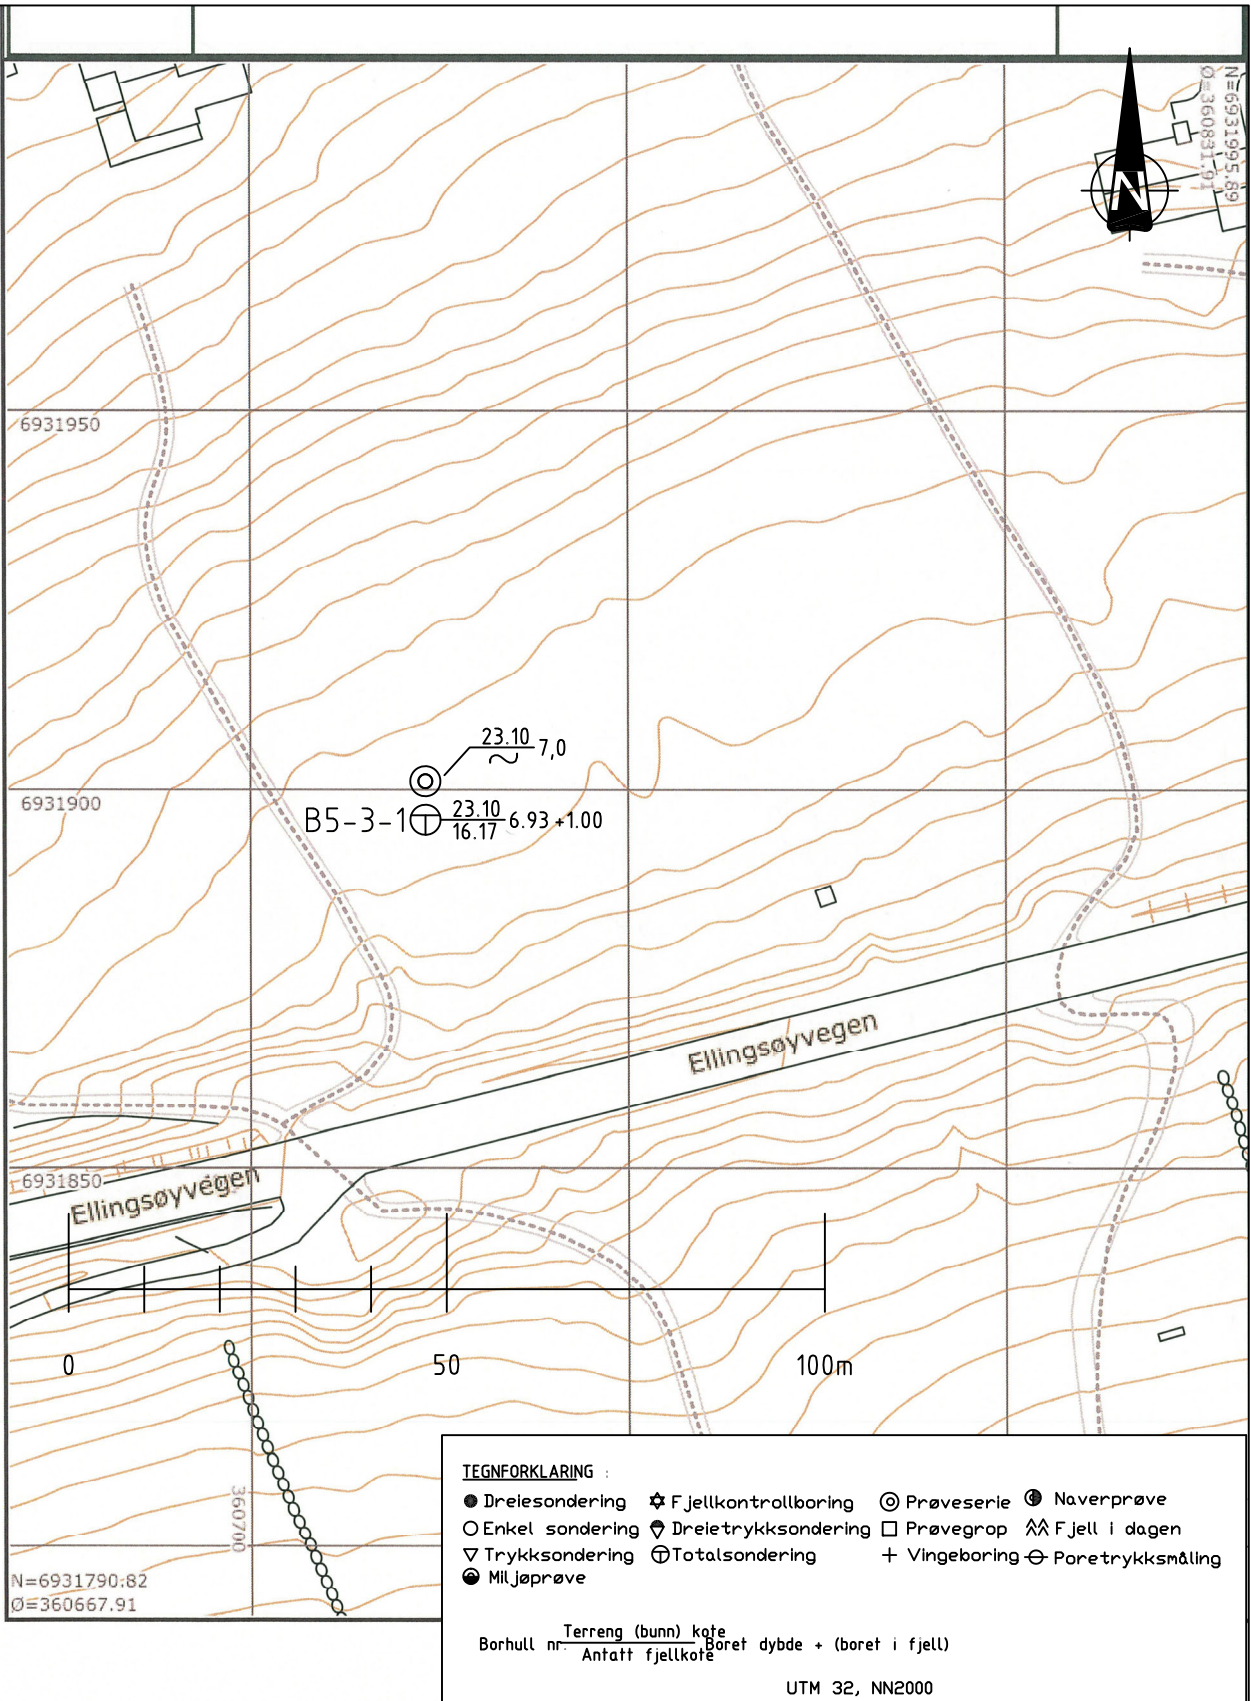 N=6931995.89
Ø=360831.91
N
6931950
23.10 7,0
6931900
B5-3-1 23.10 6.93 +1.00
16.17
Ellingsøyvegen
6931850
Ellingsøyvegen
0 50 100m
360700
N=6931790.82
Ø=360667.91
TEGNFORKLARING :
Dreiesondering Fjellkontrollboring Prøveserie Naverprøve
Enkel sondering Dreietrykksondering Prøvegrop Fjell i dagen
Trykksondering Totalsondering Vingeboring Poretrykksmåling
Miljøprøve
Terreng (bunn) kote
Borhull nr. Boret dybde + (boret i fjell)
Antatt fjellkote
UTM 32, NN2000